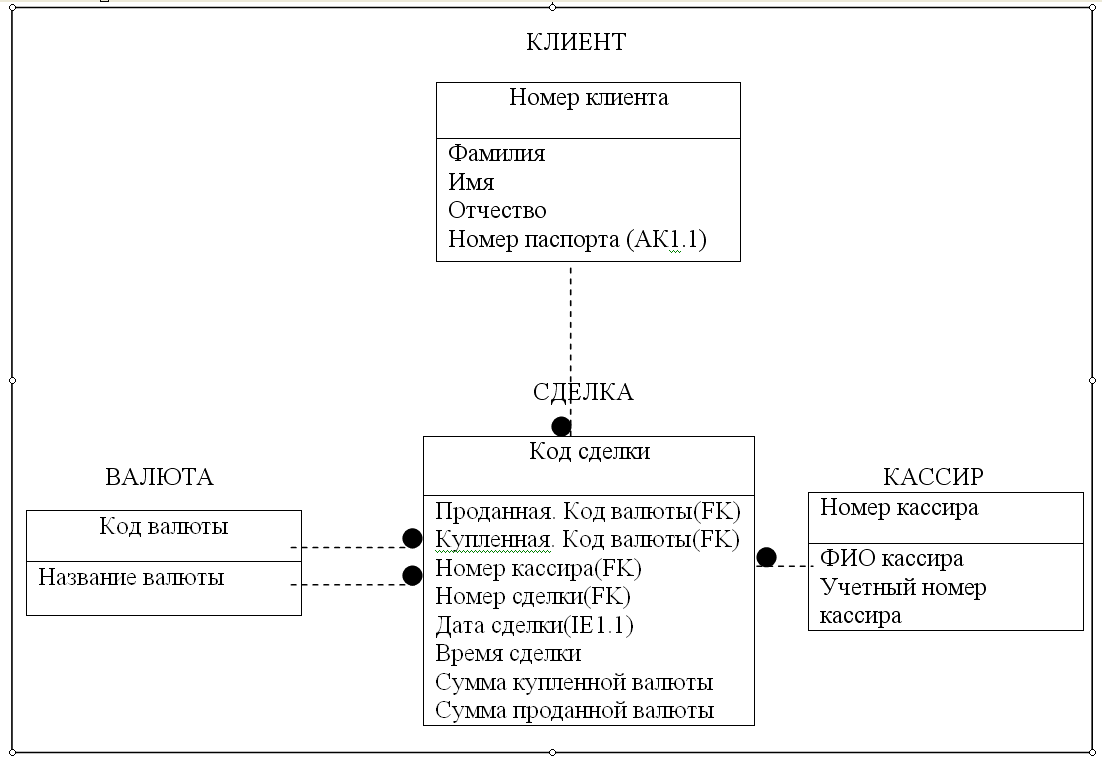 КЛИЕНТ
Номер клиента
Фамилия
Имя
Отчество
Номер паспорта (АК1.1)
СДЕЛКА
Код сделки
Проданная. Код валюты(FK)
Купленная. Код валюты(FK)
Номер кассира(FK)
Номер сделки(FK)
Дата сделки(IE1.1)
Время сделки
Сумма купленной валюты
Сумма проданной валюты
ВАЛЮТА
Код валюты
Название валюты
КАССИР
Номер кассира
ФИО кассира
Учетный номер
кассира